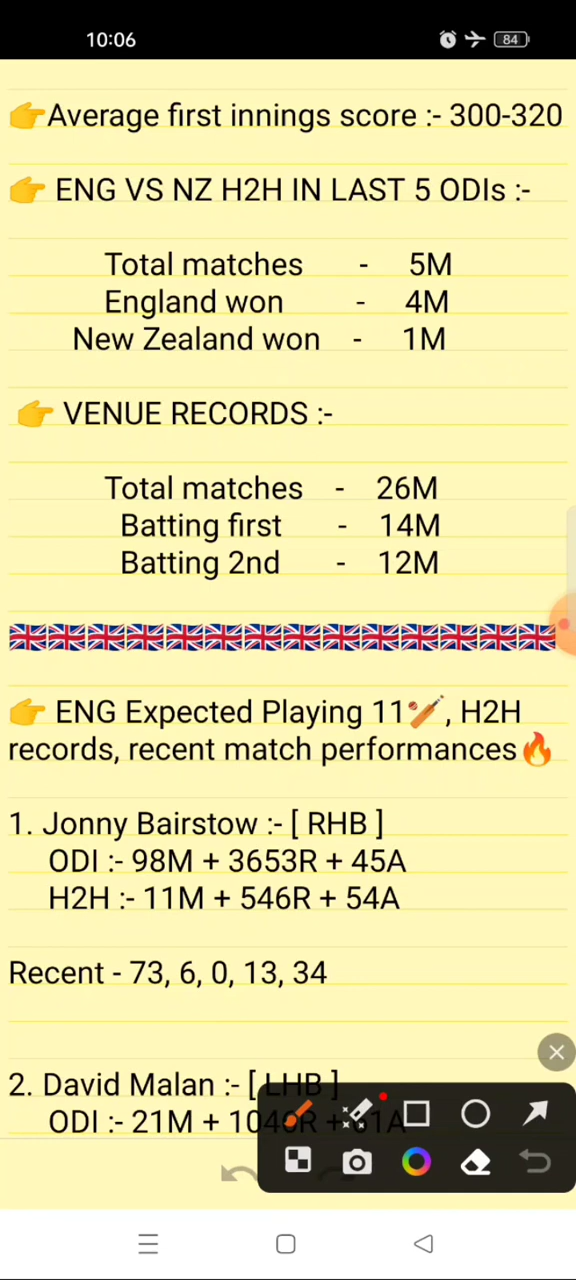 10:06
84
👉Average first innings score :- 300-320
👉 ENG VS NZ H2H IN LAST 5 ODIs :-
Total matches - 5M
England won - 4M
New Zealand won - 1M
👉 VENUE RECORDS :-
Total matches - 26M
Batting first - 14M
Batting 2nd - 12M
🇬🇧🇬🇧🇬🇧🇬🇧🇬🇧🇬🇧🇬🇧🇬🇧🇬🇧🇬🇧🇬🇧🇬🇧🇬🇧🇬🇧
👉 ENG Expected Playing 11🏏, H2H
records, recent match performances🔥
1. Jonny Bairstow :- [ RHB ]
ODI :- 98M + 3653R + 45A
H2H :- 11M + 546R + 54A
Recent - 73, 6, 0, 13, 34
2. David Malan :- [ LHB ]
ODI :- 21M + 1040R + 61A